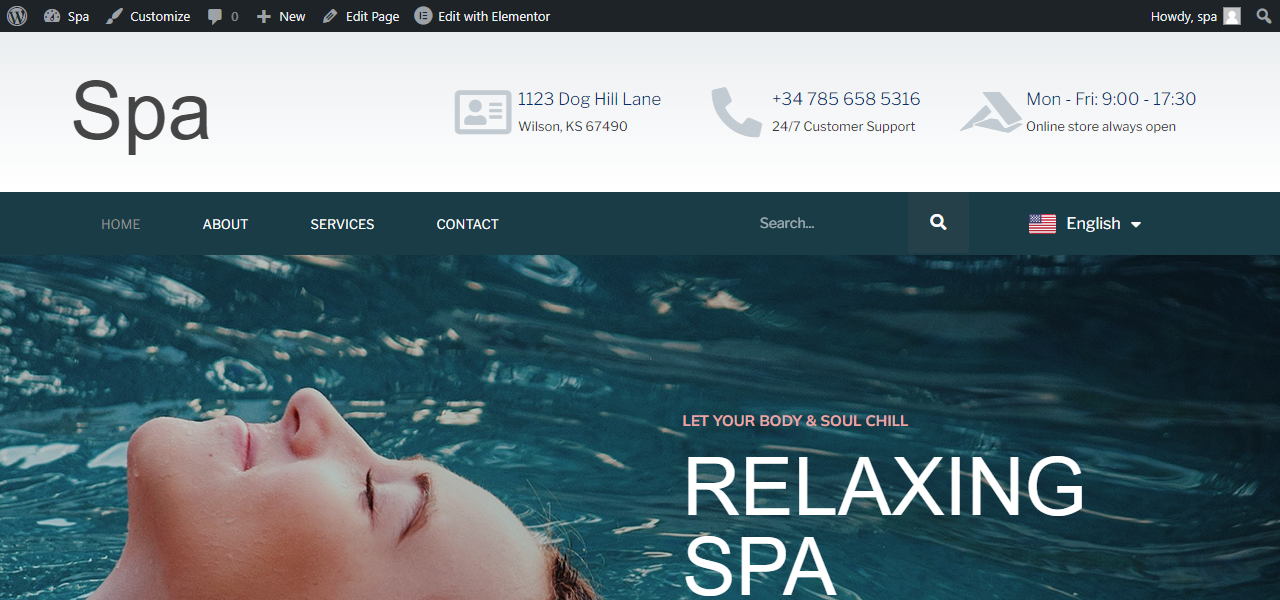 Spa Customize 0 New Edit Page Edit with Elementor Howdy, spa
Spa
1123 Dog Hill Lane
Wilson, KS 67490
+34 785 658 5316
24/7 Customer Support
Mon - Fri: 9:00 - 17:30
Online store always open
HOME ABOUT SERVICES CONTACT Search... English
LET YOUR BODY & SOUL CHILL
RELAXING
SPA